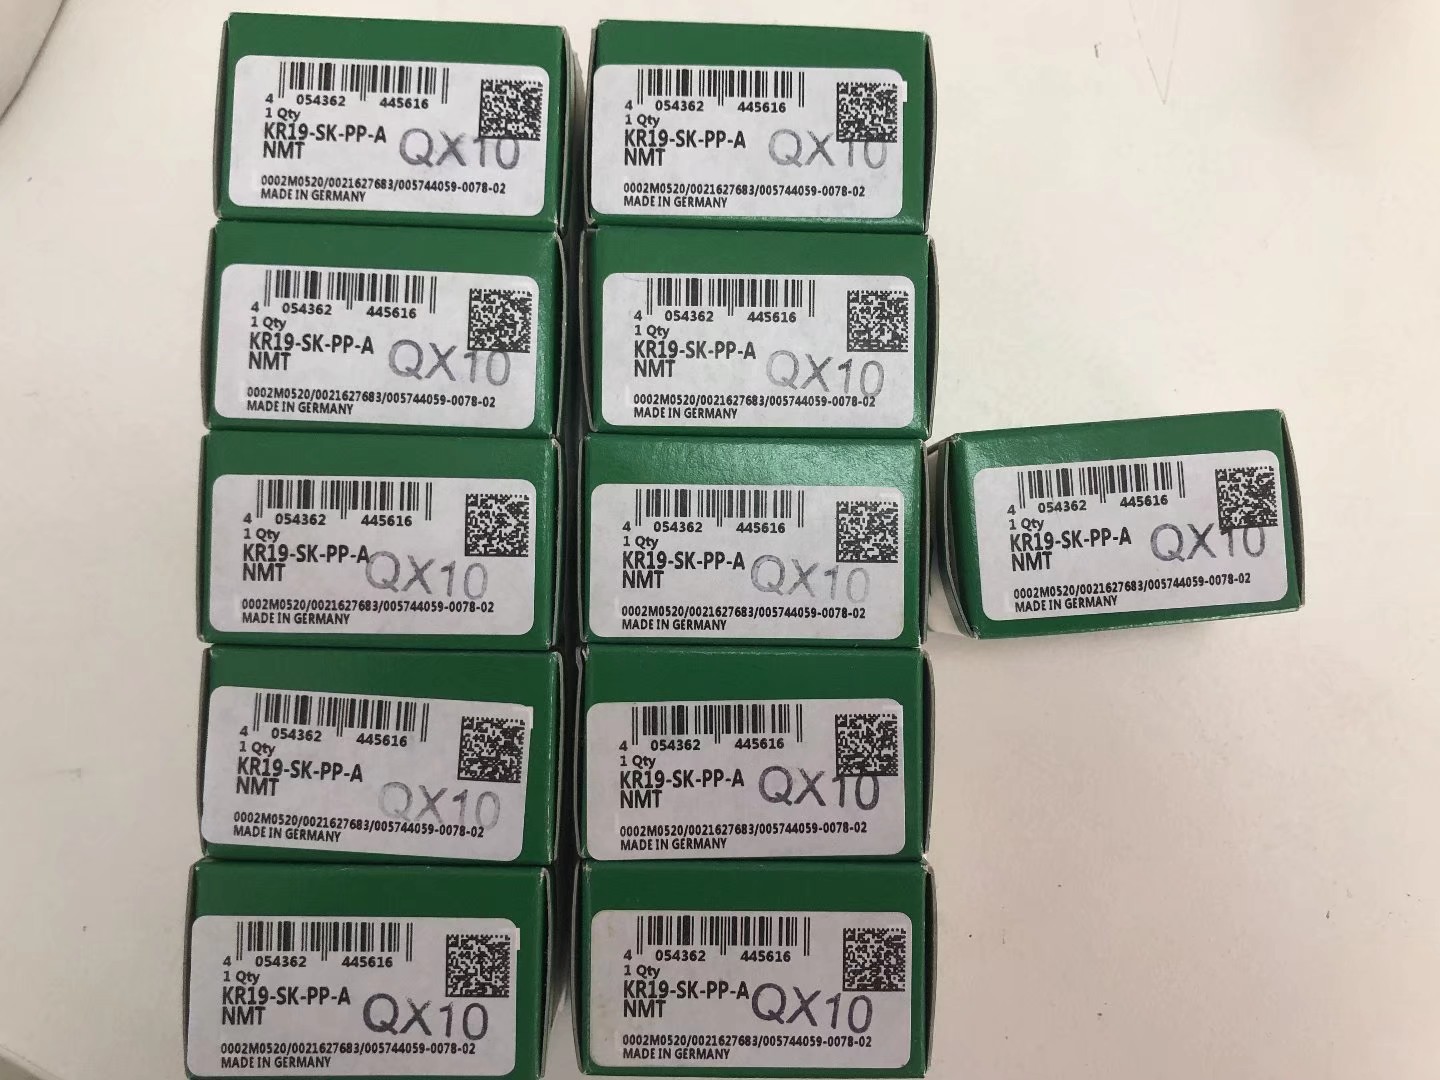 4 054362 445616
1 Qty
KR19-SK-PP-A
NMT
QX10
0002M0520/0021627683/005744059-0078-02
MADE IN GERMANY
4 054362 445616
1 Qty
KR19-SK-PP-A
NMT
QX10
0002M0520/0021627683/005744059-0078-02
MADE IN GERMANY
4 054362 445616
1 Qty
KR19-SK-PP-A
NMT
QX10
0002M0520/0021627683/005744059-0078-02
MADE IN GERMANY
4 054362 445616
1 Qty
KR19-SK-PP-A
NMT
QX10
0002M0520/0021627683/005744059-0078-02
MADE IN GERMANY
4 054362 445616
1 Qty
KR19-SK-PP-A
NMT
QX10
0002M0520/0021627683/005744059-0078-02
MADE IN GERMANY
4 054362 445616
1 Qty
KR19-SK-PP-A
NMT
QX10
0002M0520/0021627683/005744059-0078-02
MADE IN GERMANY
4 054362 445616
1 Qty
KR19-SK-PP-A
NMT
QX10
0002M0520/0021627683/005744059-0078-02
MADE IN GERMANY
4 054362 445616
1 Qty
KR19-SK-PP-A
NMT
QX10
0002M0520/0021627683/005744059-0078-02
MADE IN GERMANY
4 054362 445616
1 Qty
KR19-SK-PP-A
NMT
QX10
0002M0520/0021627683/005744059-0078-02
MADE IN GERMANY
4 054362 445616
1 Qty
KR19-SK-PP-A
NMT
QX10
0002M0520/0021627683/005744059-0078-02
MADE IN GERMANY
4 054362 445616
1 Qty
KR19-SK-PP-A
NMT
QX10
0002M0520/0021627683/005744059-0078-02
MADE IN GERMANY